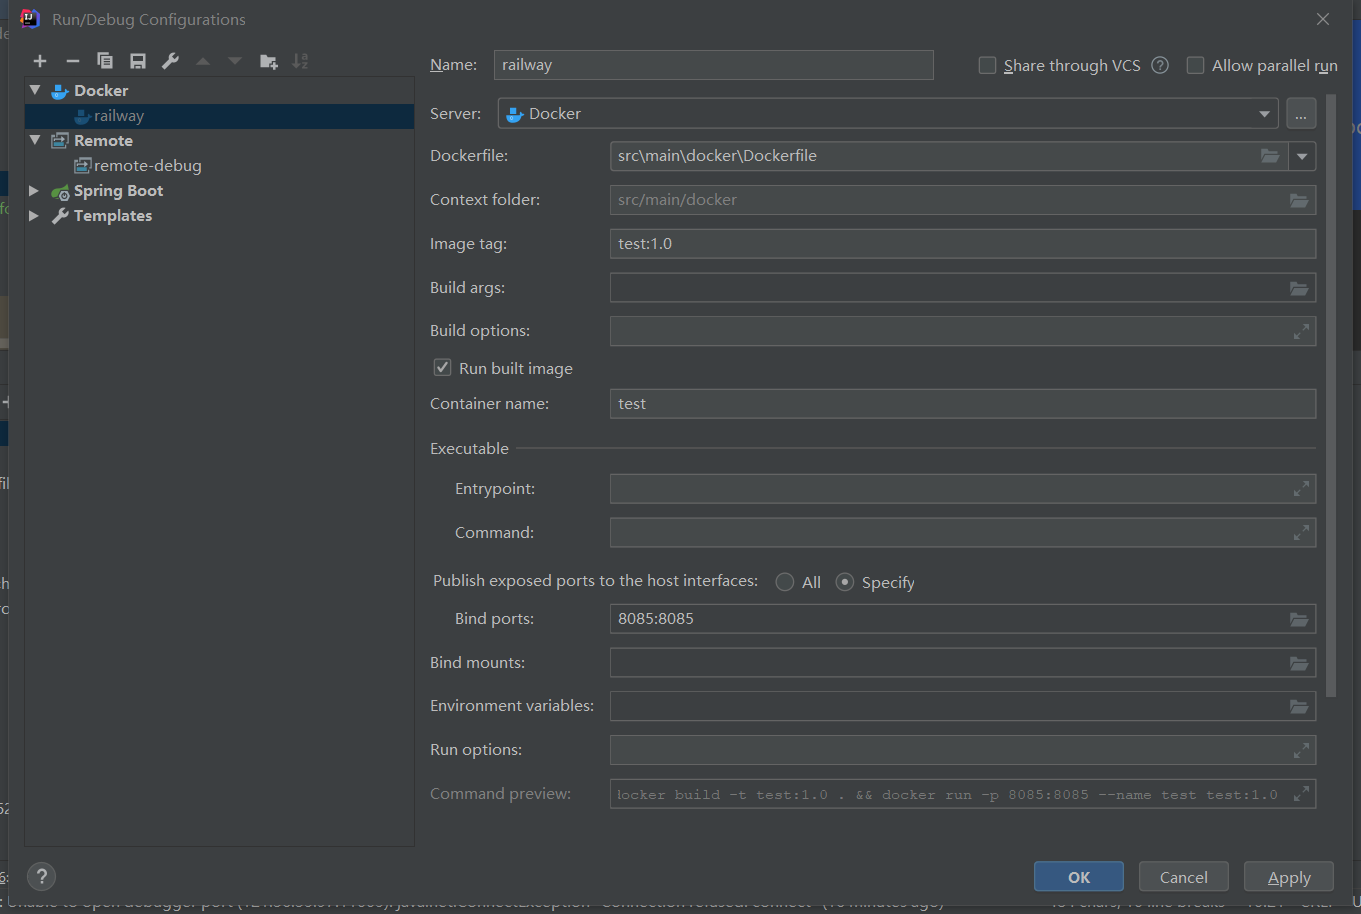 Run/Debug Configurations
Name: railway
Share through VCS
Allow parallel run
Docker
railway
Remote
remote-debug
Spring Boot
Templates
Server: Docker
...
Dockerfile: src\main\docker\Dockerfile
Context folder: src/main/docker
Image tag: test:1.0
Build args:
Build options:
Run built image
Container name: test
Executable
Entrypoint:
Command:
Publish exposed ports to the host interfaces: All Specify
Bind ports: 8085:8085
Bind mounts:
Environment variables:
Run options:
Command preview: docker build -t test:1.0 . && docker run -p 8085:8085 --name test test:1.0
?
OK
Cancel
Apply